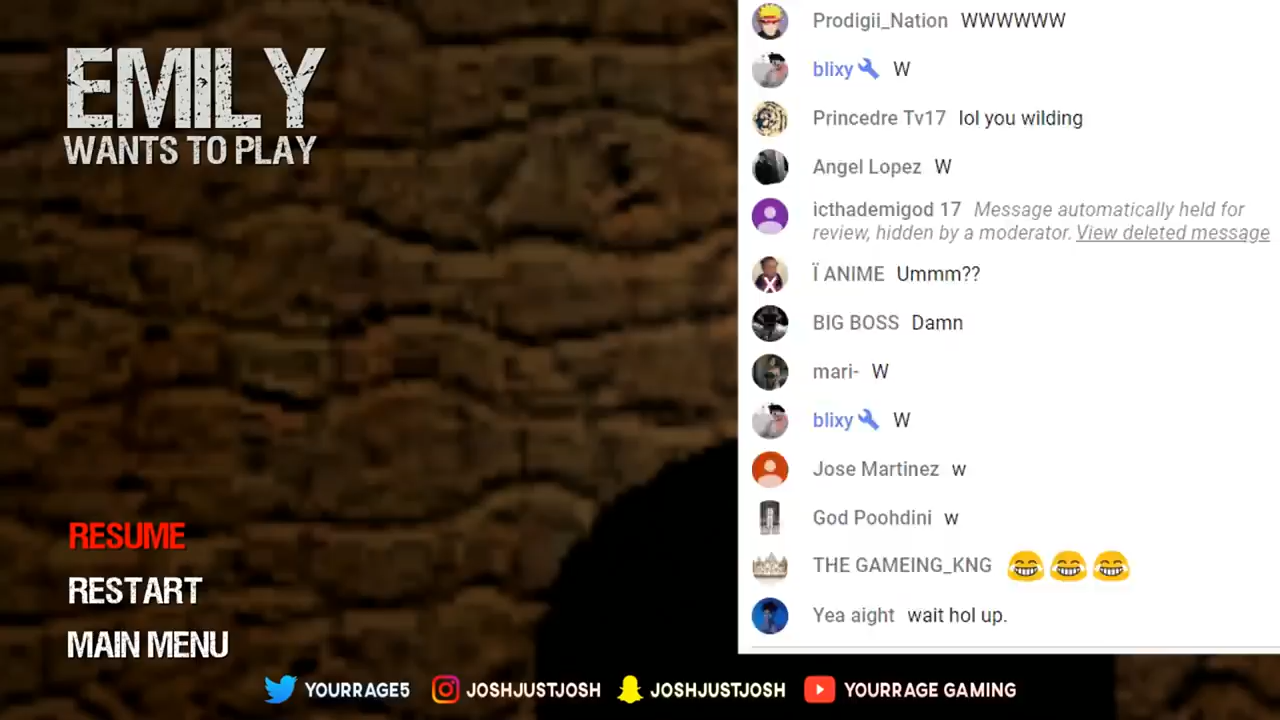 EMILY
WANTS TO PLAY
RESUME
RESTART
MAIN MENU
Prodigii_Nation WWWWWW
blixy W
Princedre Tv17 lol you wilding
Angel Lopez W
icthademigod 17 Message automatically held for
review, hidden by a moderator. View deleted message
Ï ANIME Ummm??
BIG BOSS Damn
mari- W
blixy W
Jose Martinez w
God Poohdini w
THE GAMEING_KNG 😂 😂 😂
Yea aight wait hol up.
YOURRAGE5 JOSHJUSTJOSH JOSHJUSTJOSH YOURRAGE GAMING